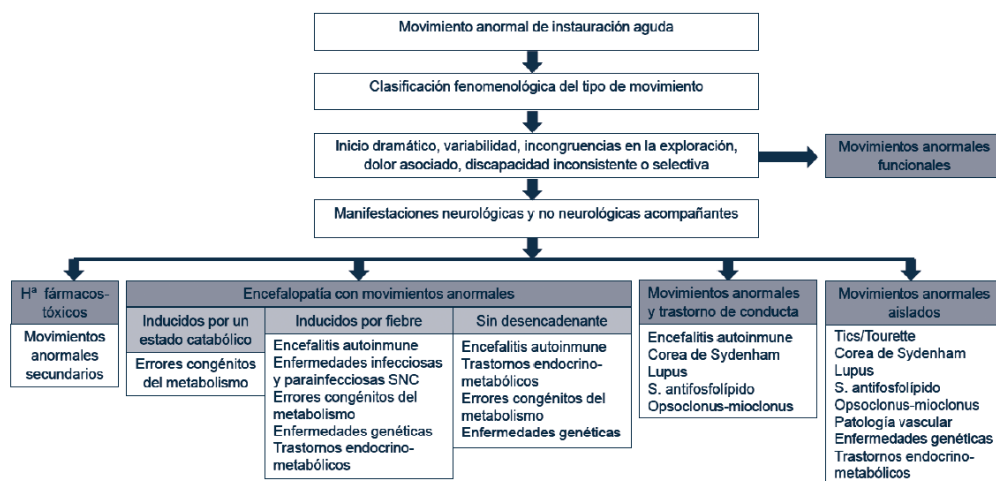 Movimiento anormal de instauración aguda
Clasificación fenomenológica del tipo de movimiento
Inicio dramático, variabilidad, incongruencias en la exploración,
dolor asociado, discapacidad inconsistente o selectiva
Movimientos anormales
funcionales
Manifestaciones neurológicas y no neurológicas acompañantes
Hª fármacos-
tóxicos
Movimientos
anormales
secundarios
Encefalopatía con movimientos anormales
Inducidos por un
estado catabólico
Errores congénitos
del metabolismo
Inducidos por fiebre
Encefalitis autoinmune
Enfermedades infecciosas
y parainfecciosas SNC
Errores congénitos del
metabolismo
Enfermedades genéticas
Trastornos endocrino-
metabólicos
Sin desencadenante
Encefalitis autoinmune
Trastornos endocrino-
metabólicos
Errores congénitos del
metabolismo
Enfermedades genéticas
Movimientos anormales
y trastorno de conducta
Encefalitis autoinmune
Corea de Sydenham
Lupus
S. antifosfolípido
Opsoclonus-mioclonus
Movimientos anormales
aislados
Tics/Tourette
Corea de Sydenham
Lupus
S. antifosfolípido
Opsoclonus-mioclonus
Patología vascular
Enfermedades genéticas
Trastornos endocrino-
metabólicos